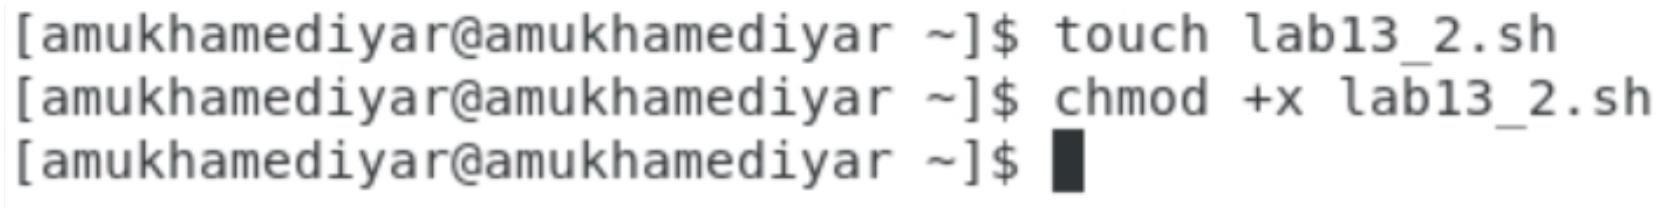 [amukhamediyar@amukhamediyar ~]$ touch lab13_2.sh
[amukhamediyar@amukhamediyar ~]$ chmod +x lab13_2.sh
[amukhamediyar@amukhamediyar ~]$